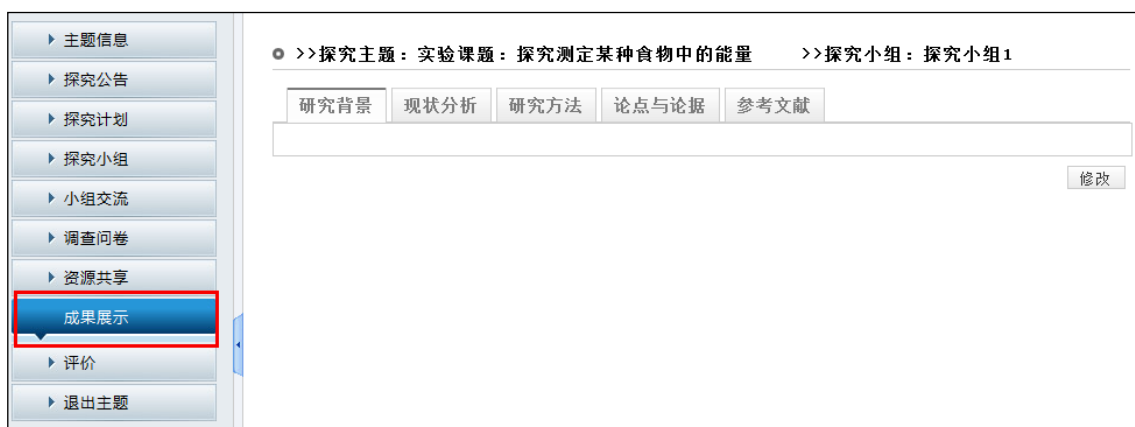 主题信息
探究公告
探究计划
探究小组
小组交流
调查问卷
资源共享
成果展示
评价
退出主题
>>探究主题：实验课题：探究测定某种食物中的能量 >>探究小组：探究小组1
研究背景 现状分析 研究方法 论点与论据 参考文献
修改